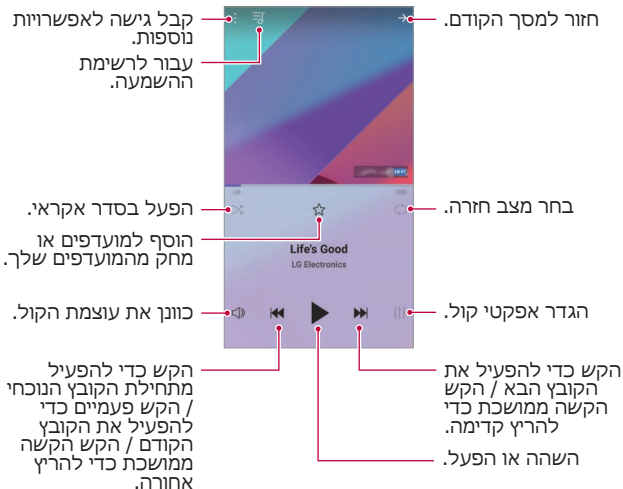 קבל גישה לאפשרויות
נוספות.
עבור לרשימת
ההשמעה.
חזור למסך הקודם.
HI-FI
הפעל בסדר אקראי.
בחר מצב חזרה.
הוסף למועדפים או
מחק מהמועדפים שלך.
Life's Good
LG Electronics
כוונן את עוצמת הקול.
הגדר אפקטי קול.
הקש כדי להפעיל
מתחילת הקובץ הנוכחי
/ הקש פעמיים כדי
להפעיל את הקובץ
הקודם / הקש הקשה
ממושכת כדי להריץ
אחורה.
הקש כדי להפעיל את
הקובץ הבא / הקש
הקשה ממושכת כדי
להריץ קדימה.
השהה או הפעל.